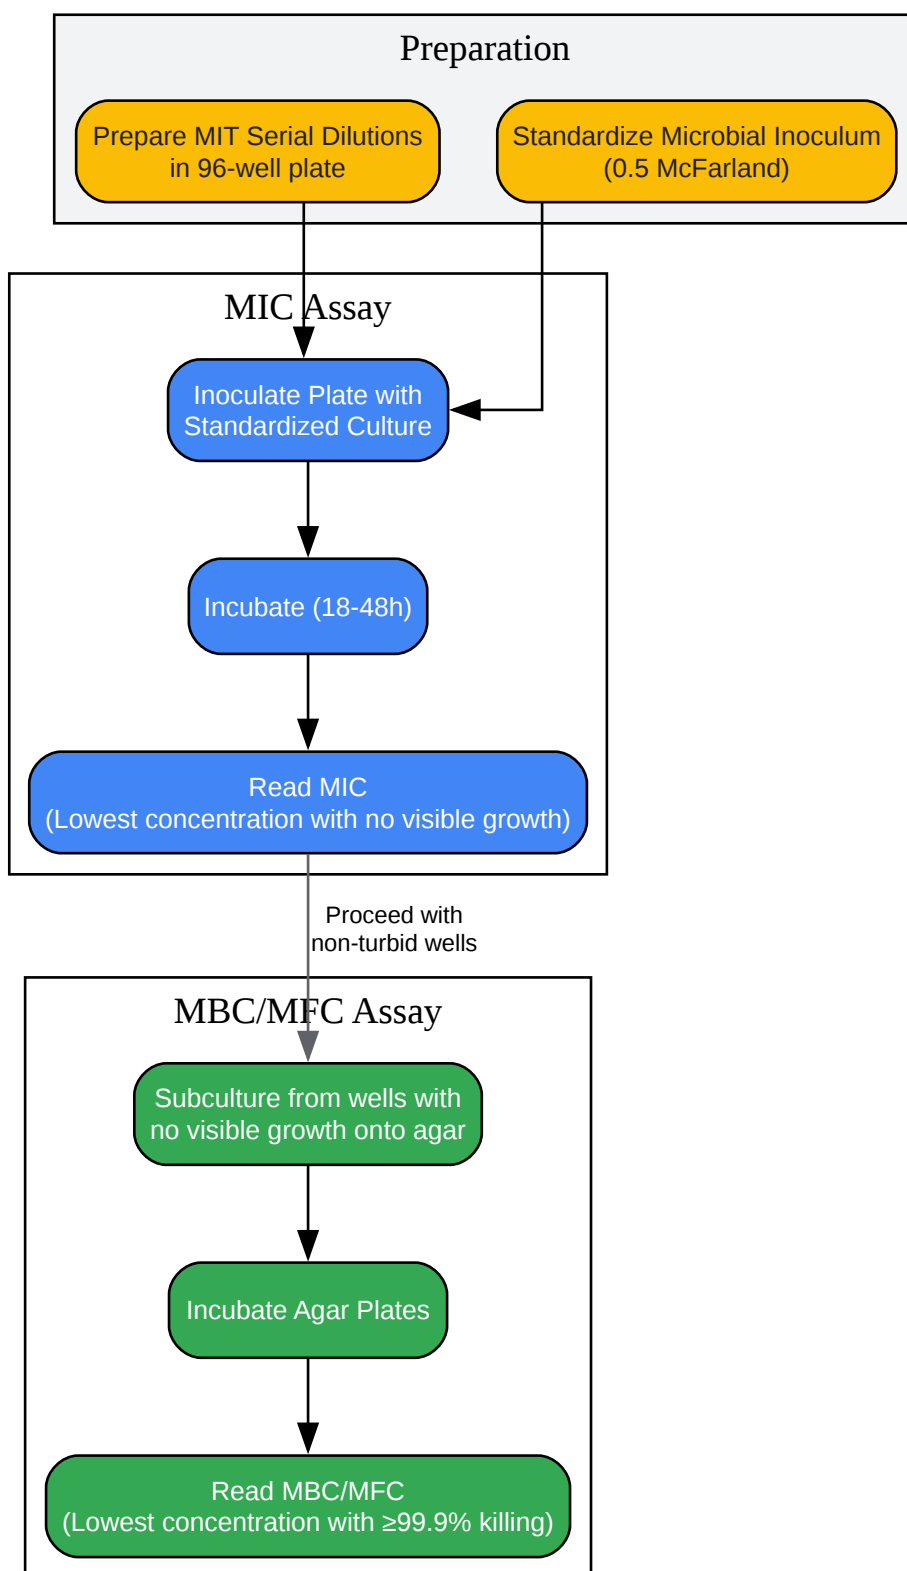 Preparation
Prepare MIT Serial Dilutions
in 96-well plate
Standardize Microbial Inoculum
(0.5 McFarland)
MIC Assay
Inoculate Plate with
Standardized Culture
Incubate (18-48h)
Read MIC
(Lowest concentration with no visible growth)
Proceed with
non-turbid wells
MBC/MFC Assay
Subculture from wells with
no visible growth onto agar
Incubate Agar Plates
Read MBC/MFC
(Lowest concentration with ≥99.9% killing)